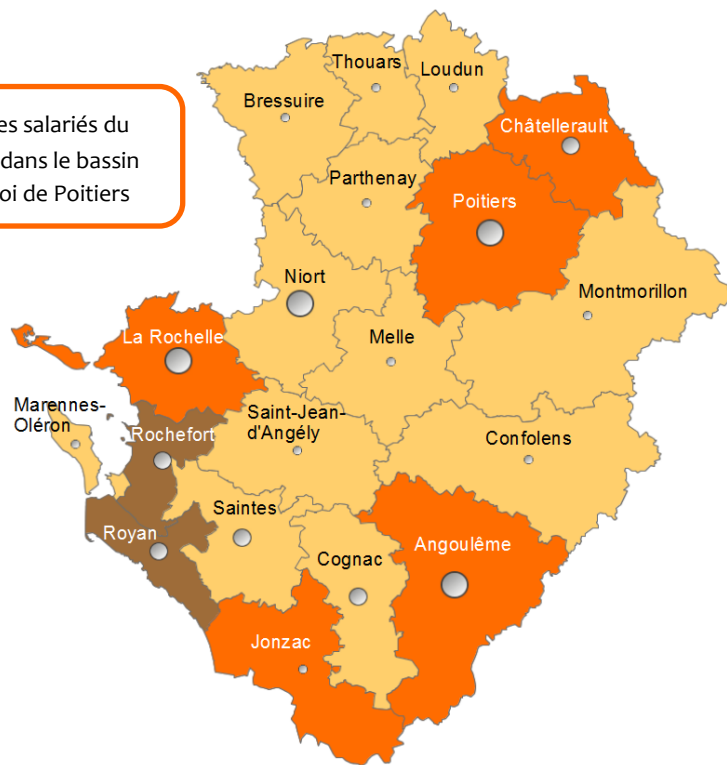 es salariés du
dans le bassin
oi de Poitiers
Thouars
Loudun
Bressuire
Châtellerault
Parthenay
Poitiers
Niort
Montmorillon
La Rochelle
Melle
Marennes-
Oléron
Rochefort
Saint-Jean-
d'Angély
Confolens
Saintes
Royan
Angoulême
Cognac
Jonzac